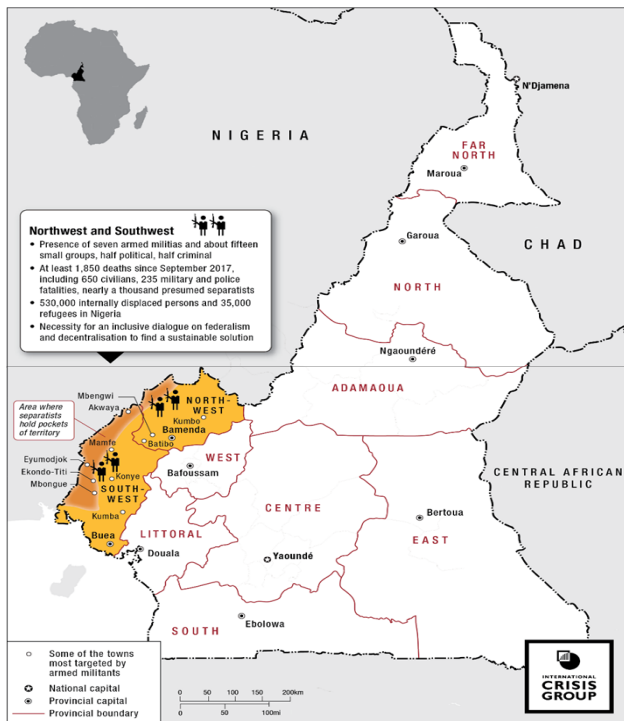 N'Djamena
NIGERIA
FAR
NORTH
Maroua
Northwest and Southwest
• Presence of seven armed militias and about fifteen
small groups, half political, half criminal
• At least 1,850 deaths since September 2017,
including 650 civilians, 235 military and police
fatalities, nearly a thousand presumed separatists
• 530,000 internally displaced persons and 35,000
refugees in Nigeria
• Necessity for an inclusive dialogue on federalism
and decentralisation to find a sustainable solution
Garoua
CHAD
NORTH
Ngaoundéré
ADAMAOUA
Mbengwi
Akwaya
NORTH-
WEST
Area where
separatists
hold pockets
of territory
Kumbo
Bamenda
Batibo
Mamfe
WEST
Eyumodjok
Ekondo-Titi
Mbongue
Konye
Bafoussam
SOUTH-
WEST
CENTRAL AFRICAN
REPUBLIC
Kumba
CENTRE
Bertoua
Buea
LITTORAL
EAST
Douala
Yaoundé
SOUTH
Ebolowa
Some of the towns
most targeted by
armed militants
National capital
Provincial capital
Provincial boundary
0 50 100 150 200km
0 50 100mi
INTERNATIONAL
CRISIS
GROUP